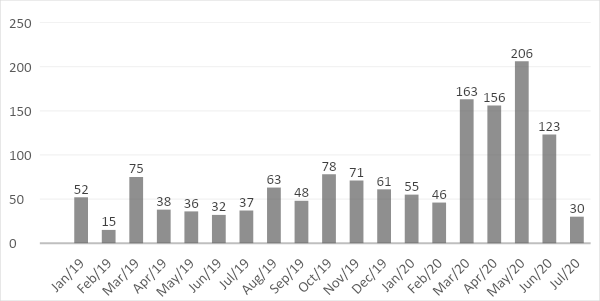 250
200
150
100
50
0
52
15
75
38
36
32
37
63
48
78
71
61
55
46
163
156
206
123
30
Jan/19
Feb/19
Mar/19
Apr/19
May/19
Jun/19
Jul/19
Aug/19
Sep/19
Oct/19
Nov/19
Dec/19
Jan/20
Feb/20
Mar/20
Apr/20
May/20
Jun/20
Jul/20